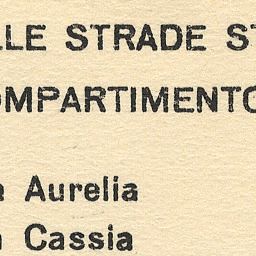 LLE STRADE ST
OMPARTIMENTO
a Aurelia
a Cassia